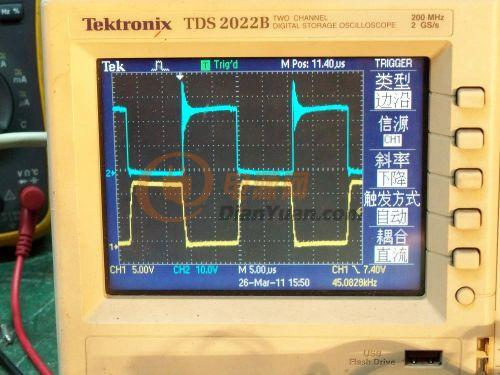 Tektronix TDS 2022B TWO CHANNEL DIGITAL STORAGE OSCILLOSCOPE 200 MHz 2 GS/s
Tek T Trig'd M Pos: 11.40µs TRIGGER
类型
边沿
信源
CH1
斜率
下降
触发方式
自动
耦合
直流
2
DianYuan.com
1
CH1 5.00V CH2 10.0V M 5.00µs CH1 7.40V
26-Mar-11 15:50 45.0829kHz
USB
Flash Drive